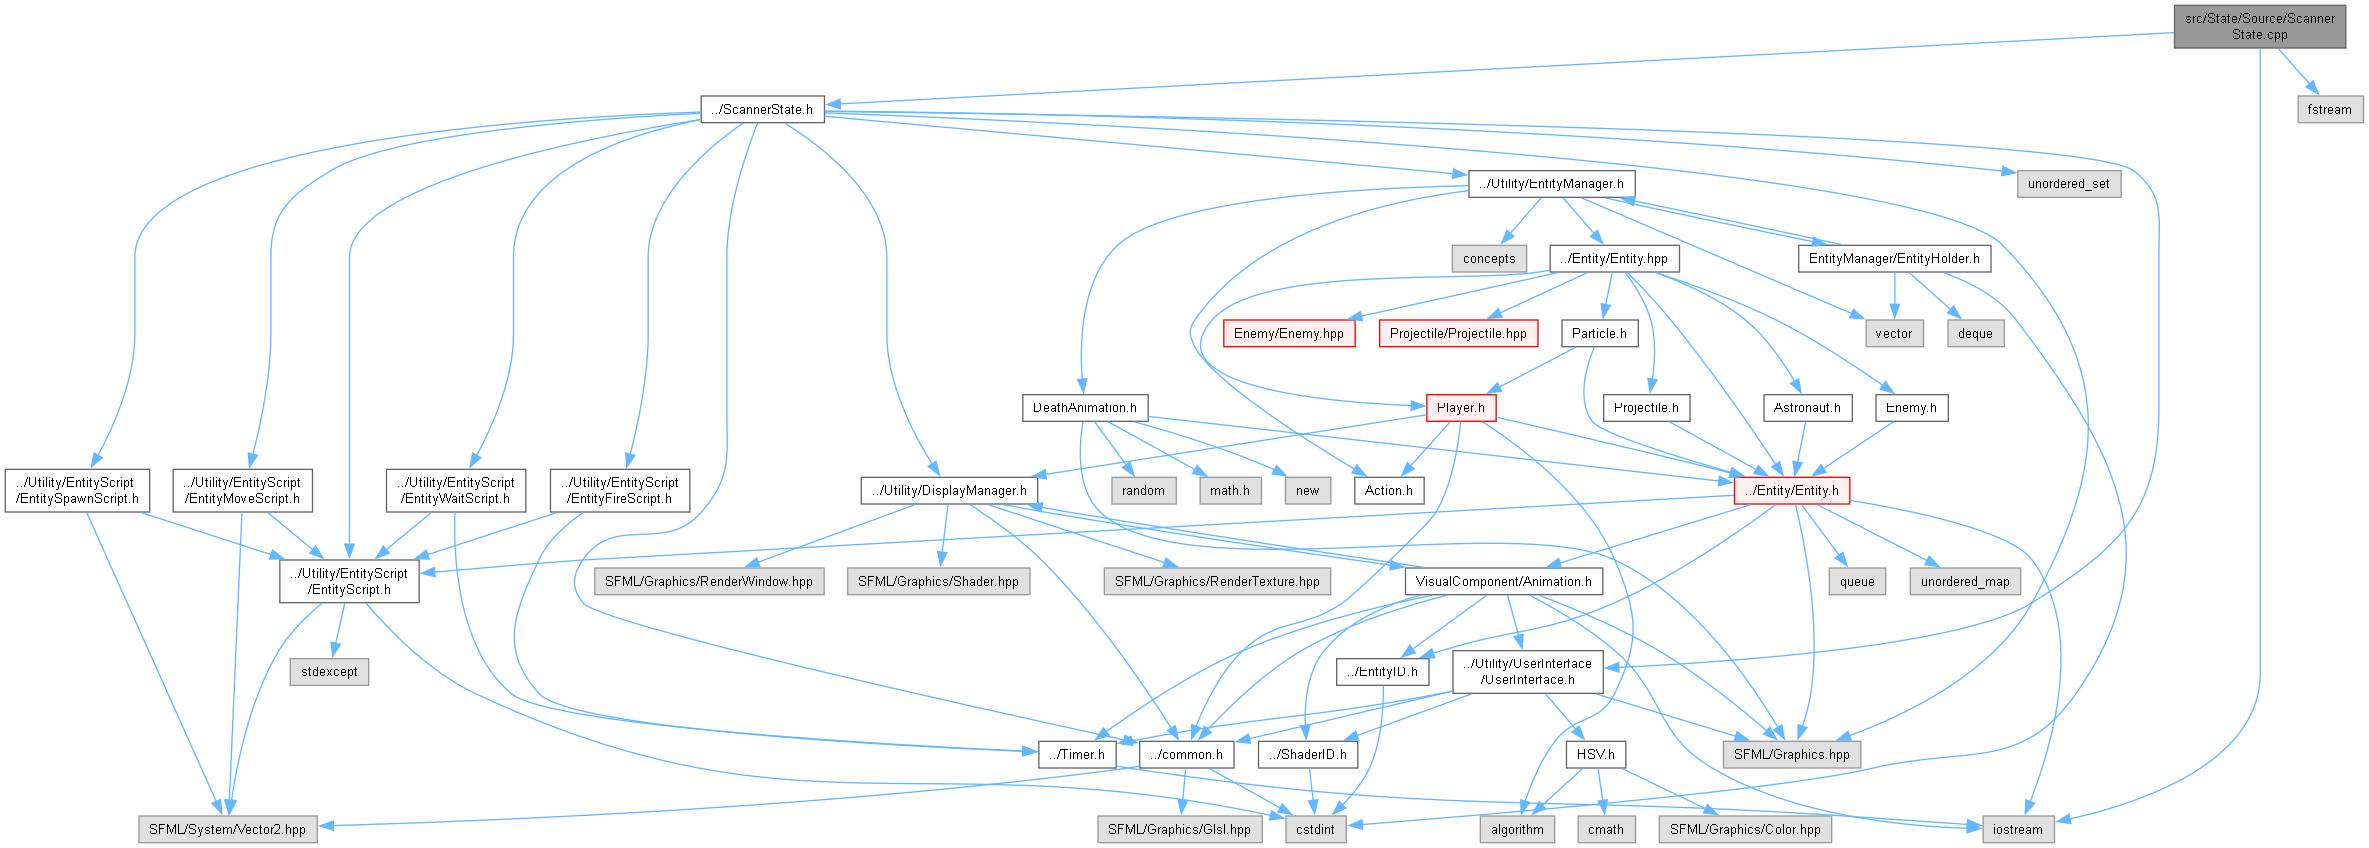 src/State/Source/Scanner
State.cpp
../ScannerState.h
fstream
../Utility/EntityManager.h
unordered_set
concepts
../Entity/Entity.hpp
EntityManager/EntityHolder.h
Enemy/Enemy.hpp
Projectile/Projectile.hpp
Particle.h
vector
deque
DeathAnimation.h
Player.h
Projectile.h
Astronaut.h
Enemy.h
../Utility/EntityScript
/EntitySpawnScript.h
../Utility/EntityScript
/EntityMoveScript.h
../Utility/EntityScript
/EntityWaitScript.h
../Utility/EntityScript
/EntityFireScript.h
../Utility/DisplayManager.h
random
math.h
new
Action.h
../Entity/Entity.h
../Utility/EntityScript
/EntityScript.h
SFML/Graphics/RenderWindow.hpp
SFML/Graphics/Shader.hpp
SFML/Graphics/RenderTexture.hpp
VisualComponent/Animation.h
queue
unordered_map
stdexcept
../EntityID.h
../Utility/UserInterface
/UserInterface.h
../Timer.h
../common.h
../ShaderID.h
HSV.h
SFML/Graphics.hpp
SFML/System/Vector2.hpp
SFML/Graphics/Glsl.hpp
cstdint
algorithm
cmath
SFML/Graphics/Color.hpp
iostream